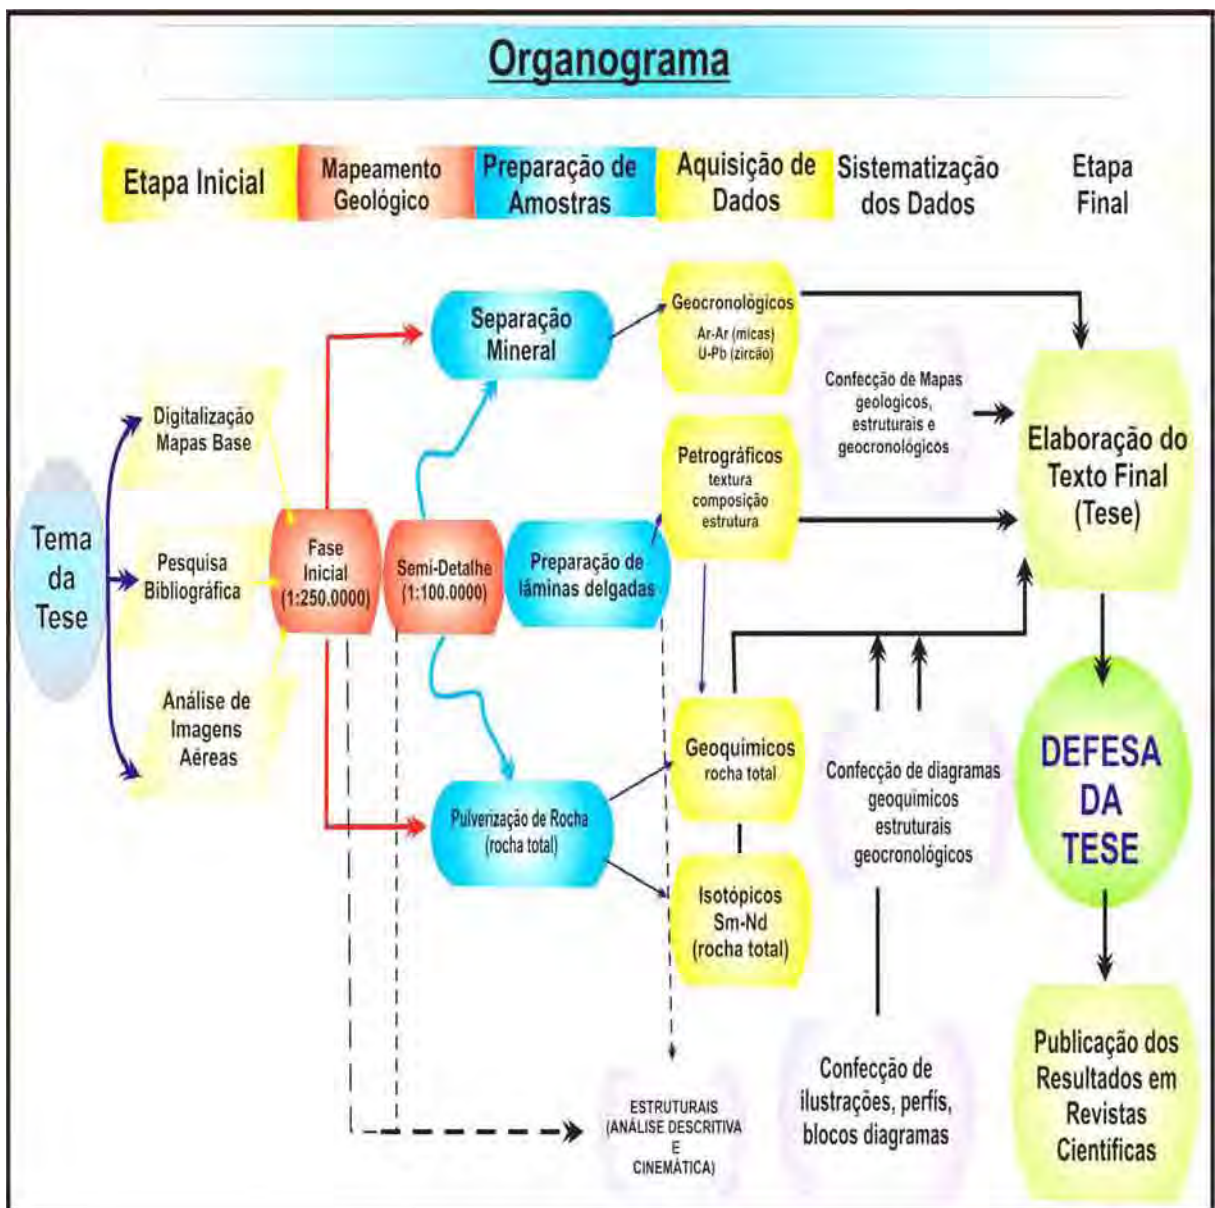 Organograma
Etapa Inicial
Mapeamento
Geológico
Preparação de
Amostras
Aquisição de
Dados
Sistematização
dos Dados
Etapa
Final
Tema
da
Tese
Digitalização
Mapas Base
Pesquisa
Bibliográfica
Análise de
Imagens
Aéreas
Fase
Inicial
(1:250.0000)
Semi-Detalhe
(1:100.0000)
Separação
Mineral
Preparação de
lâminas delgadas
Pulverização de Rocha
(rocha total)
Geocronológicos
Ar-Ar (micas)
U-Pb (zircão)
Petrográficos
textura
composição
estrutura
Geoquímicos
rocha total
Isotópicos
Sm-Nd
(rocha total)
ESTRUTURAIS
(ANÁLISE DESCRITIVA
E
CINEMÁTICA)
Confecção de Mapas
geologicos,
estruturais e
geocronológicos
Confecção de diagramas
geoquímicos
estruturais
geocronológicos
Confecção de
ilustrações, perfís,
blocos diagramas
Elaboração do
Texto Final
(Tese)
DEFESA
DA
TESE
Publicação dos
Resultados em
Revistas
Científicas